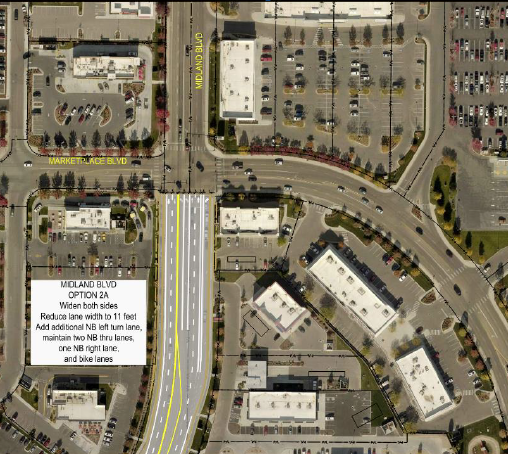 MIDLAND BLVD
MARKETPLACE BLVD
MIDLAND BLVD
OPTION 2A
Widen both sides
Reduce lane width to 11 feet
Add additional NB left turn lane,
maintain two NB thru lanes,
one NB right lane,
and bike lanes